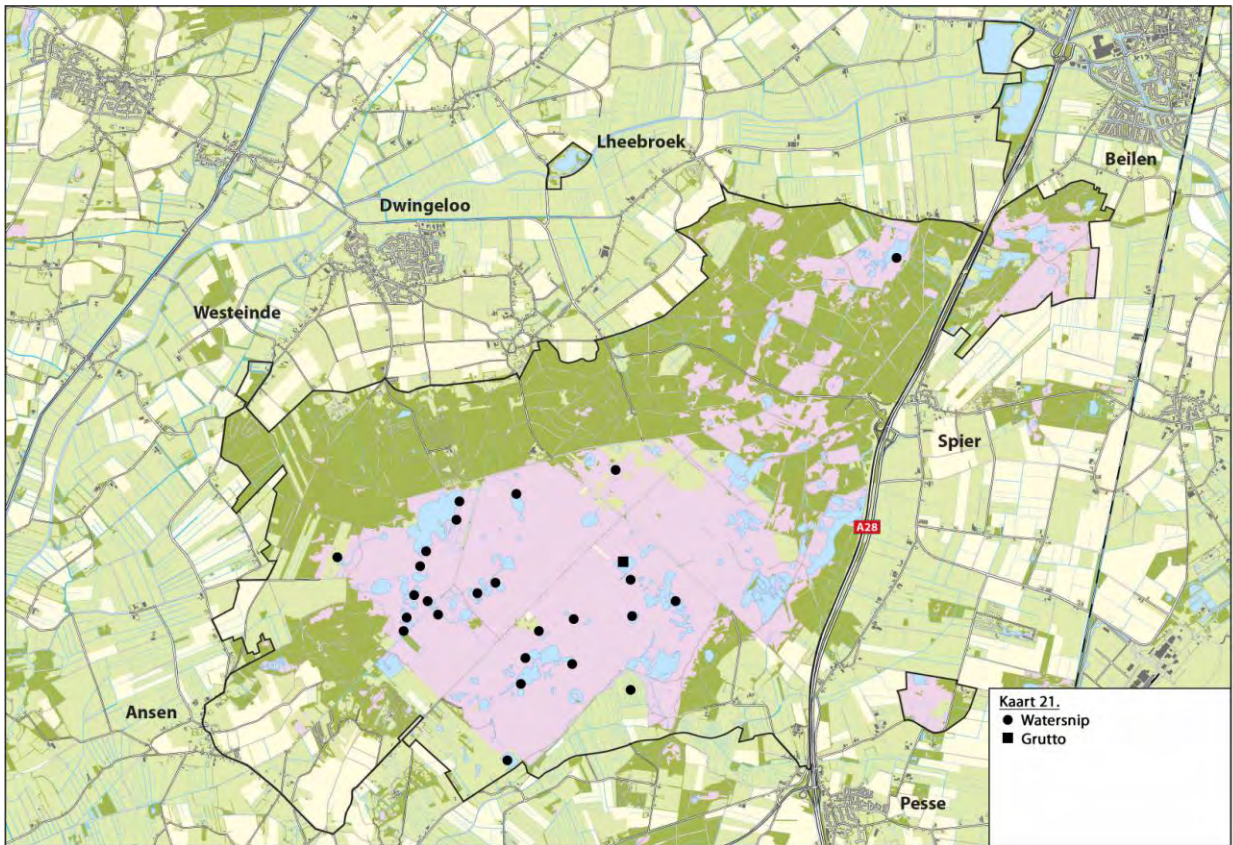 Lheebroek
Beilen
Dwingeloo
Westeinde
Spier
A28
Ansen
Pesse
Kaart 21.
Watersnip
Grutto